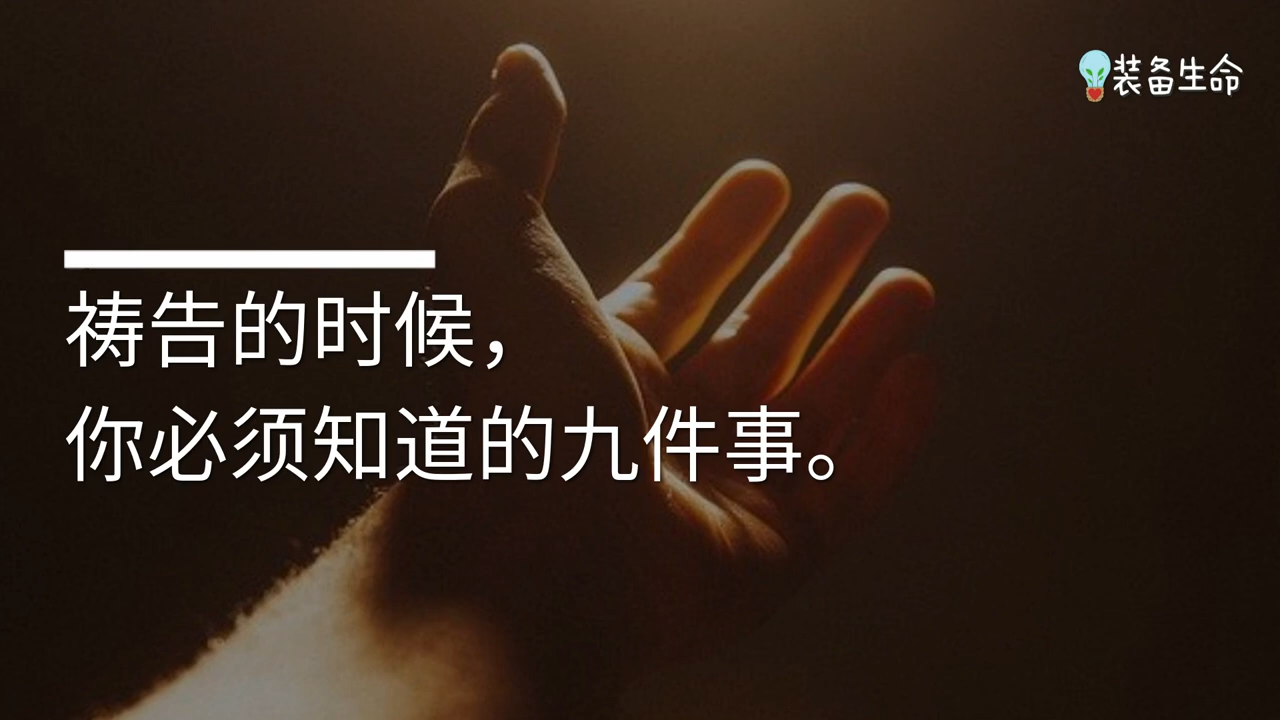 装备生命
祷告的时候，
你必须知道的九件事。